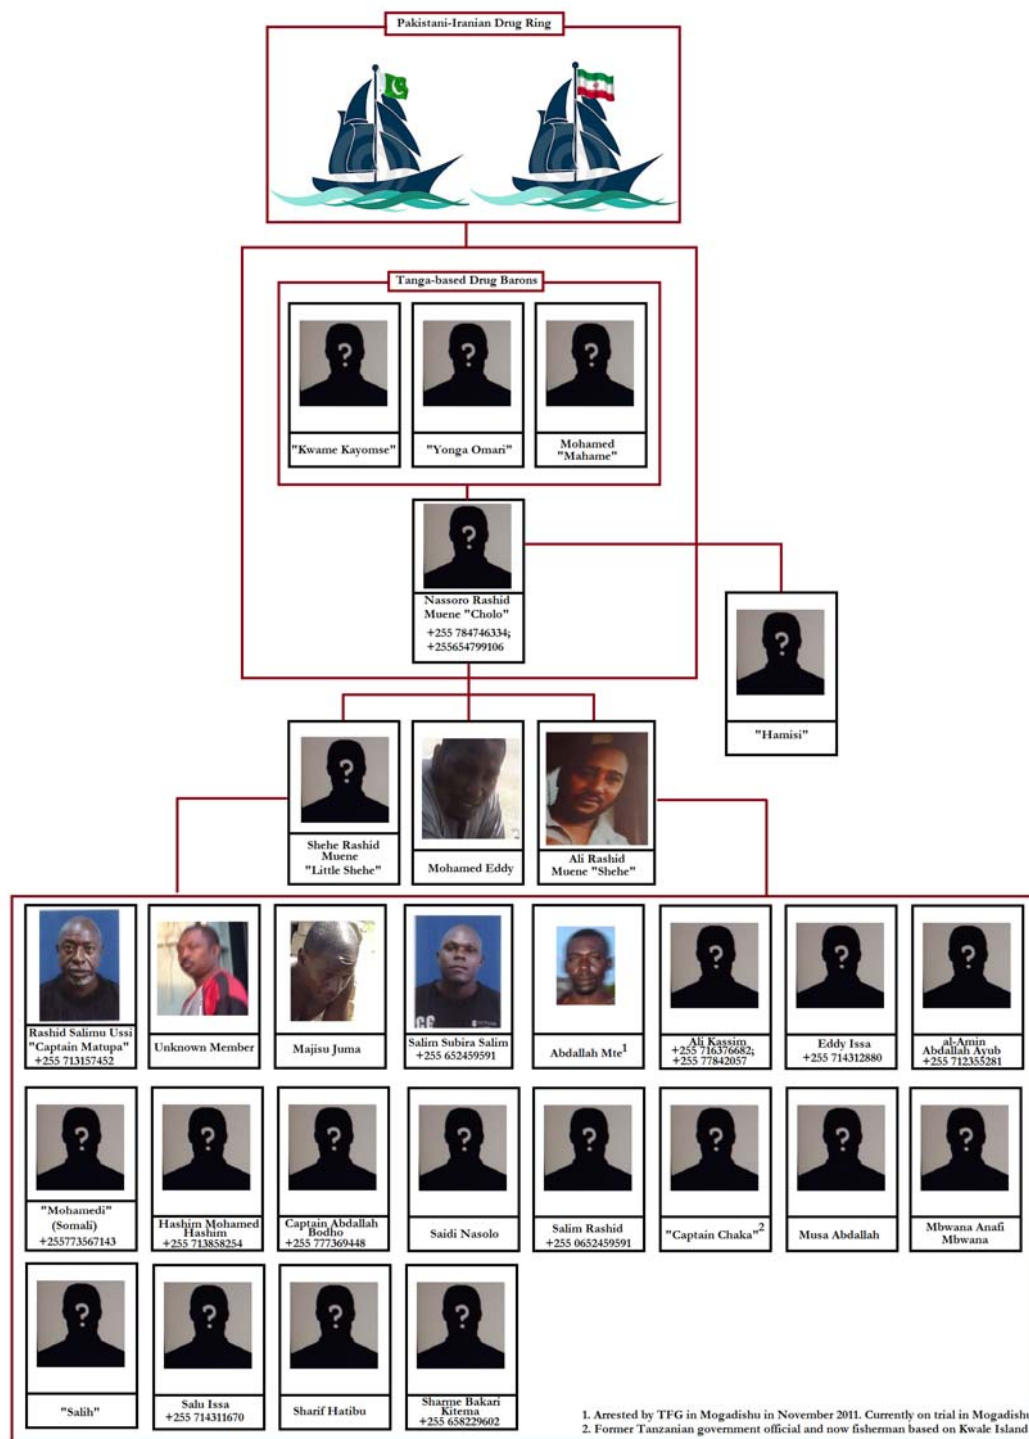 Pakistani-Iranian Drug Ring
Tanga-based Drug Barons
"Kwame Kayomse"
"Yonga Omari"
Mohamed
"Mahame"
Nassoro Rashid
Muene "Cholo"
+255 784746334;
+255654799106
"Hamisi"
Shehe Rashid
Muene
"Little Shehe"
Mohamed Eddy
Ali Rashid
Muene "Shehe"
Rashid Salimu Ussi
"Captain Matupa"
+255 713157452
Unknown Member
Majisu Juma
Salim Subira Salim
+255 652459591
Abdallah Mte1
Ali Kassim
+255 716376682;
+255 77842057
Eddy Issa
+255 714312880
al-Amin
Abdallah Ayub
+255 712355281
"Mohamedi"
(Somali)
+255773567143
Hashim Mohamed
Hashim
+255 713858254
Captain Abdallah
Bodho
+255 777369448
Saidi Nasolo
Salim Rashid
+255 0652459591
"Captain Chaka"2
Musa Abdallah
Mbwana Anafi
Mbwana
"Salih"
Salu Issa
+255 714311670
Sharif Hatibu
Sharme Bakari
Kitema
+255 658229602
1. Arrested by TFG in Mogadishu in November 2011. Currently on trial in Mogadishu
2. Former Tanzanian government official and now fisherman based on Kwale Island